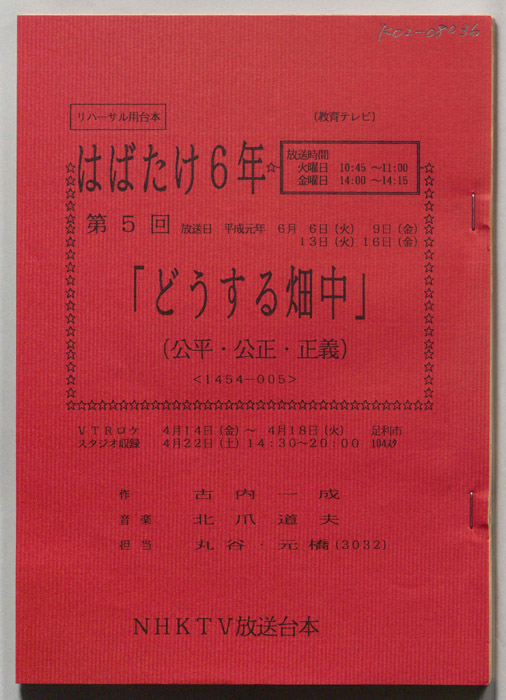 R02-08036
リハーサル用台本 (教育テレビ)
はばたけ6年
放送時間
火曜日 10:45 ~11:00
金曜日 14:00 ~14:15
第5回 放送日 平成元年 6月 6日(火) 9日(金)
13日(火)16日(金)
「どうする畑中」
(公平・公正・正義)
<1454-005>
VTRロケ 4月14日(金)~ 4月18日(火) 足利市
スタジオ収録 4月22日(土)14:30~20:00 104スタ
作 古内一成
音楽 北爪道夫
担当 丸谷・元橋(3032)
NHKTV放送台本